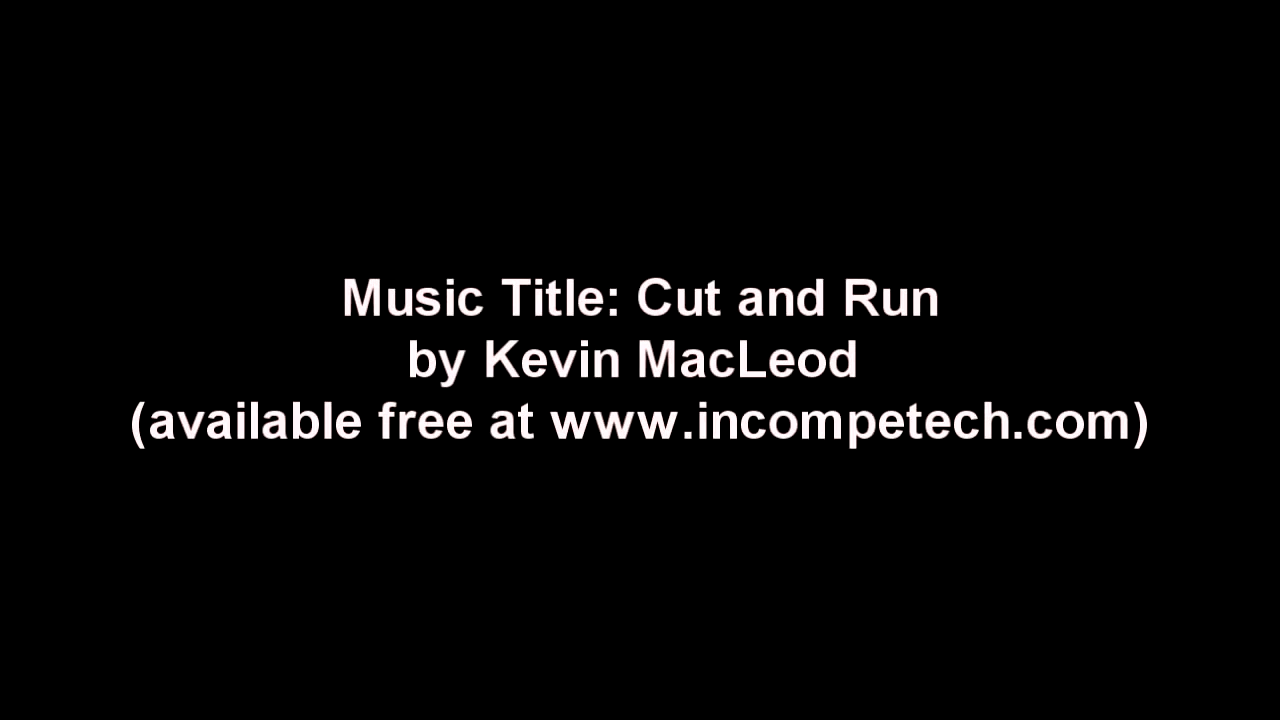 Music Title: Cut and Run
by Kevin MacLeod
(available free at www.incompetech.com)